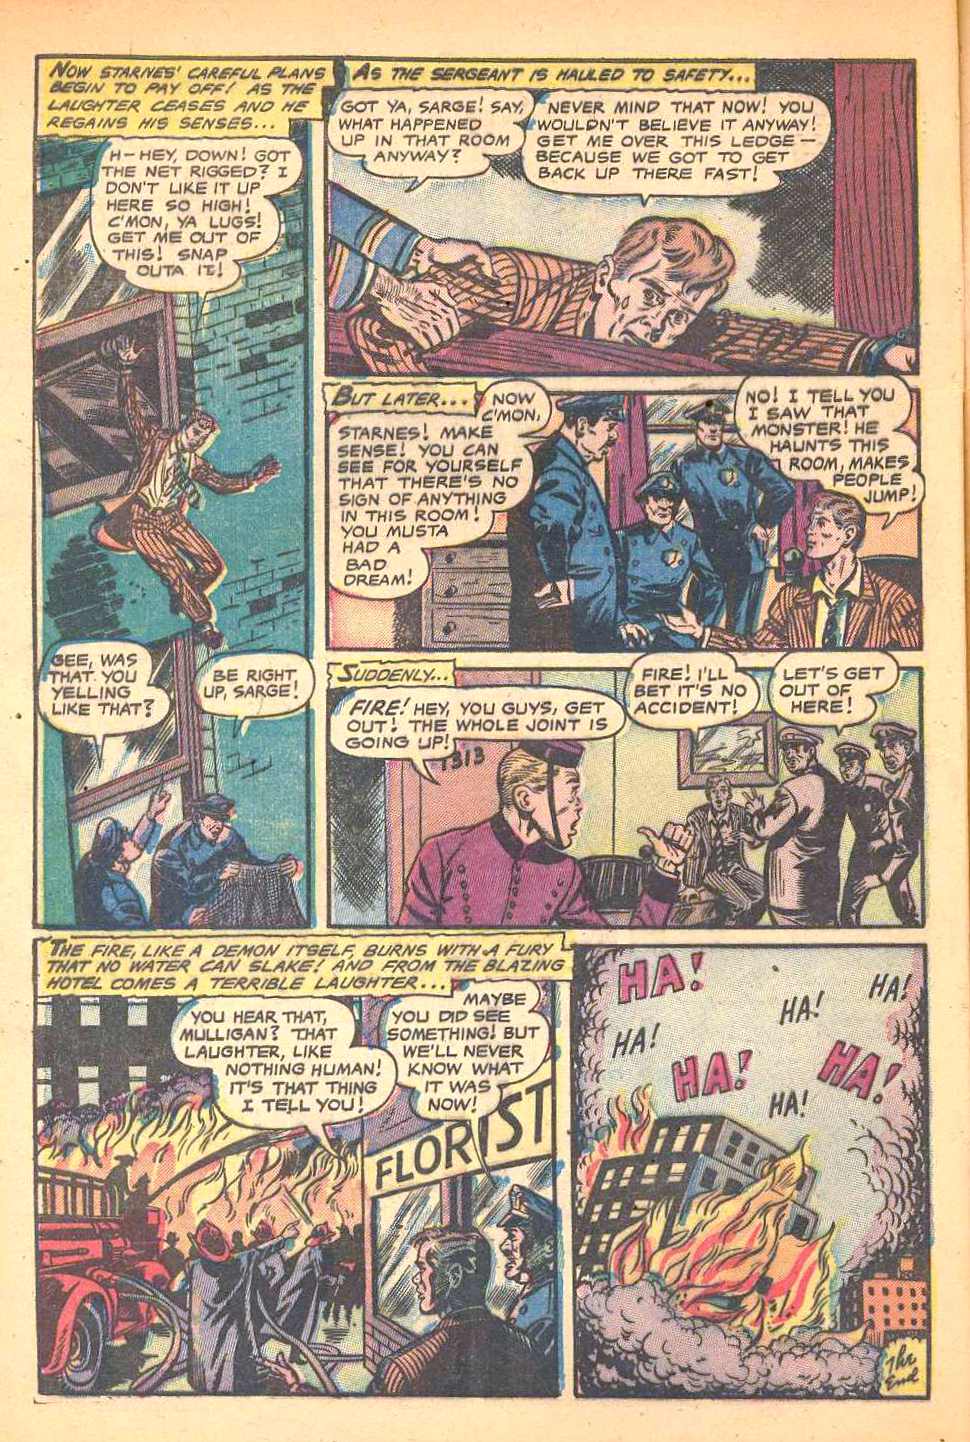 NOW STARNES' CAREFUL PLANS
BEGIN TO PAY OFF! AS THE
LAUGHTER CEASES AND HE
REGAINS HIS SENSES...
H-HEY, DOWN! GOT
THE NET RIGGED? I
DON'T LIKE IT UP
HERE SO HIGH!
C'MON, YA LUGS!
GET ME OUT OF
THIS! SNAP
OUTA IT!
GEE, WAS
THAT YOU
YELLING
LIKE THAT?
BE RIGHT
UP, SARGE!
AS THE SERGEANT IS HAULED TO SAFETY...
GOT YA, SARGE! SAY,
WHAT HAPPENED
UP IN THAT ROOM
ANYWAY?
NEVER MIND THAT NOW! YOU
WOULDN'T BELIEVE IT ANYWAY!
GET ME OVER THIS LEDGE—
BECAUSE WE GOT TO GET
BACK UP THERE FAST!
BUT LATER...
NOW
C'MON,
STARNES! MAKE
SENSE! YOU CAN
SEE FOR YOURSELF
THAT THERE'S NO
SIGN OF ANYTHING
IN THIS ROOM!
YOU MUSTA
HAD A
BAD
DREAM!
NO! I TELL YOU
I SAW THAT
MONSTER! HE
HAUNTS THIS
ROOM, MAKES
PEOPLE
JUMP!
SUDDENLY...
FIRE! HEY, YOU GUYS, GET
OUT! THE WHOLE JOINT IS
GOING UP!
1313
FIRE! I'LL
BET IT'S NO
ACCIDENT!
LET'S GET
OUT OF
HERE!
THE FIRE, LIKE A DEMON ITSELF, BURNS WITH A FURY
THAT NO WATER CAN SLAKE! AND FROM THE BLAZING
HOTEL COMES A TERRIBLE LAUGHTER...
YOU HEAR THAT,
MULLIGAN? THAT
LAUGHTER, LIKE
NOTHING HUMAN!
IT'S THAT THING
I TELL YOU!
MAYBE
YOU DID SEE
SOMETHING! BUT
WE'LL NEVER
KNOW WHAT
IT WAS
NOW!
FLORIST
HA!
HA!
HA!
HA!
HA!
HA!
HA!
The
End